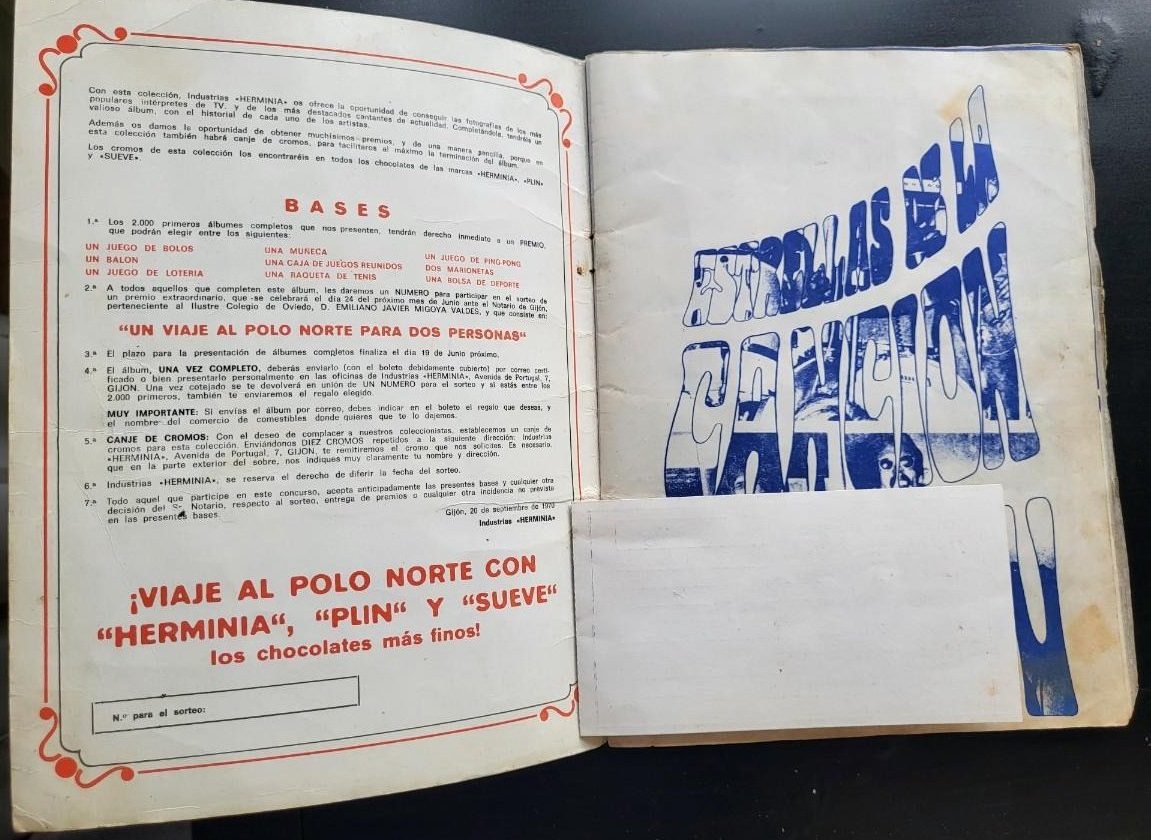 Con esta colección, Industrias «HERMINIA» os ofrece la oportunidad de conseguir las fotografías de los más
populares intérpretes de TV. y de los más destacados cantantes de actualidad. Completándola, tendréis un
valioso álbum, con el historial de cada uno de los artistas.
Además os damos la oportunidad de obtener muchísimos premios, y de una manera sencilla, porque en
esta colección también habrá canje de cromos, para facilitaros al máximo la terminación del álbum.
Los cromos de esta colección los encontraréis en todos los chocolates de las marcas «HERMINIA», «PLIN»
y «SUEVE».
BASES
1.ª Los 2.000 primeros álbumes completos que nos presenten, tendrán derecho inmediato a un PREMIO,
que podrán elegir entre los siguientes:
UN JUEGO DE BOLOS UNA MUÑECA UN JUEGO DE PING-PONG
UN BALON UNA CAJA DE JUEGOS REUNIDOS DOS MARIONETAS
UN JUEGO DE LOTERIA UNA RAQUETA DE TENIS UNA BOLSA DE DEPORTE
2.ª A todos aquellos que completen este álbum, les daremos un NUMERO para participar en el sorteo de
un premio extraordinario, que se celebrará el día 24 del próximo mes de Junio ante el Notario de Gijón,
perteneciente al Ilustre Colegio de Oviedo, D. EMILIANO JAVIER MIGOYA VALDES, y que consiste en:
"UN VIAJE AL POLO NORTE PARA DOS PERSONAS"
3.ª El plazo para la presentación de álbumes completos finaliza el día 19 de Junio próximo.
4.ª El álbum, UNA VEZ COMPLETO, deberás enviarlo (con el boleto debidamente cubierto) por correo certi-
ficado o bien presentarlo personalmente en las oficinas de Industrias «HERMINIA», Avenida de Portugal, 7,
GIJON. Una vez cotejado se te devolverá en unión de UN NUMERO para el sorteo y si estás entre los
2.000 primeros, también te enviaremos el regalo elegido.
MUY IMPORTANTE: Si envías el álbum por correo, debes indicar en el boleto el regalo que deseas, y
el nombre del comercio de comestibles donde quieres que te lo dejemos.
5.ª CANJE DE CROMOS: Con el deseo de complacer a nuestros coleccionistas, establecemos un canje de
cromos para esta colección. Enviándonos DIEZ CROMOS repetidos a la siguiente dirección: Industrias
«HERMINIA», Avenida de Portugal, 7, GIJON, te remitiremos el cromo que nos solicites. Es necesario,
que en la parte exterior del sobre, nos indiques muy claramente tu nombre y dirección.
6.ª Industrias «HERMINIA», se reserva el derecho de diferir la fecha del sorteo.
7.ª Todo aquel que participe en este concurso, acepta anticipadamente las presentes bases y cualquier otra
decisión del Sr. Notario, respecto al sorteo, entrega de premios o cualquier otra incidencia no prevista
en las presentes bases.
Gijón, 20 de septiembre de 1970
Industrias «HERMINIA»
¡VIAJE AL POLO NORTE CON
"HERMINIA", "PLIN" Y "SUEVE"
los chocolates más finos!
N.º para el sorteo:
ESTRELLAS DE LA
CANCION